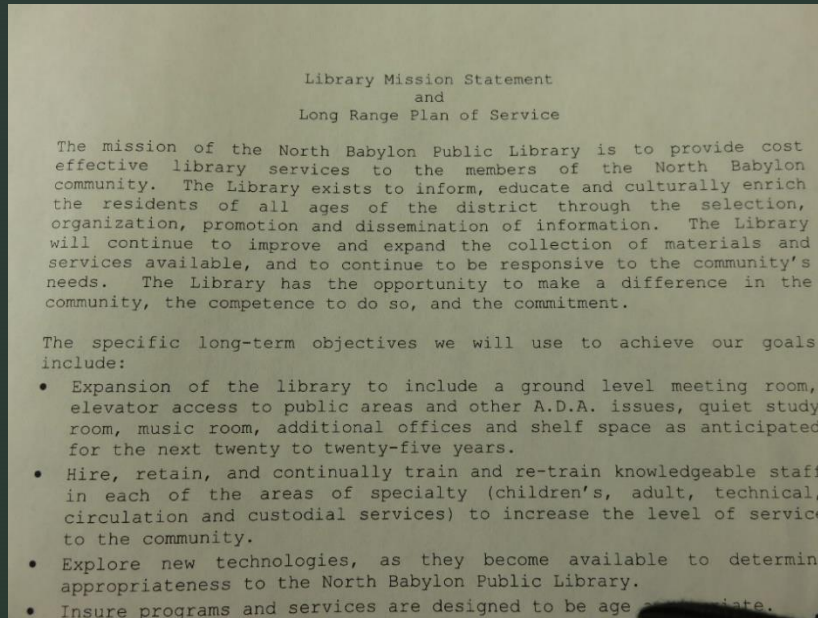 Library Mission Statement
and
Long Range Plan of Service
The mission of the North Babylon Public Library is to provide cost
effective library services to the members of the North Babylon
community. The Library exists to inform, educate and culturally enrich
the residents of all ages of the district through the selection,
organization, promotion and dissemination of information. The Library
will continue to improve and expand the collection of materials and
services available, and to continue to be responsive to the community's
needs. The Library has the opportunity to make a difference in the
community, the competence to do so, and the commitment.
The specific long-term objectives we will use to achieve our goals
include:
• Expansion of the library to include a ground level meeting room,
elevator access to public areas and other A.D.A. issues, quiet study
room, music room, additional offices and shelf space as anticipated
for the next twenty to twenty-five years.
• Hire, retain, and continually train and re-train knowledgeable staf
in each of the areas of specialty (children's, adult, technical,
circulation and custodial services) to increase the level of servic
to the community.
• Explore new technologies, as they become available to determin
appropriateness to the North Babylon Public Library.
• Insure programs and services are designed to be age